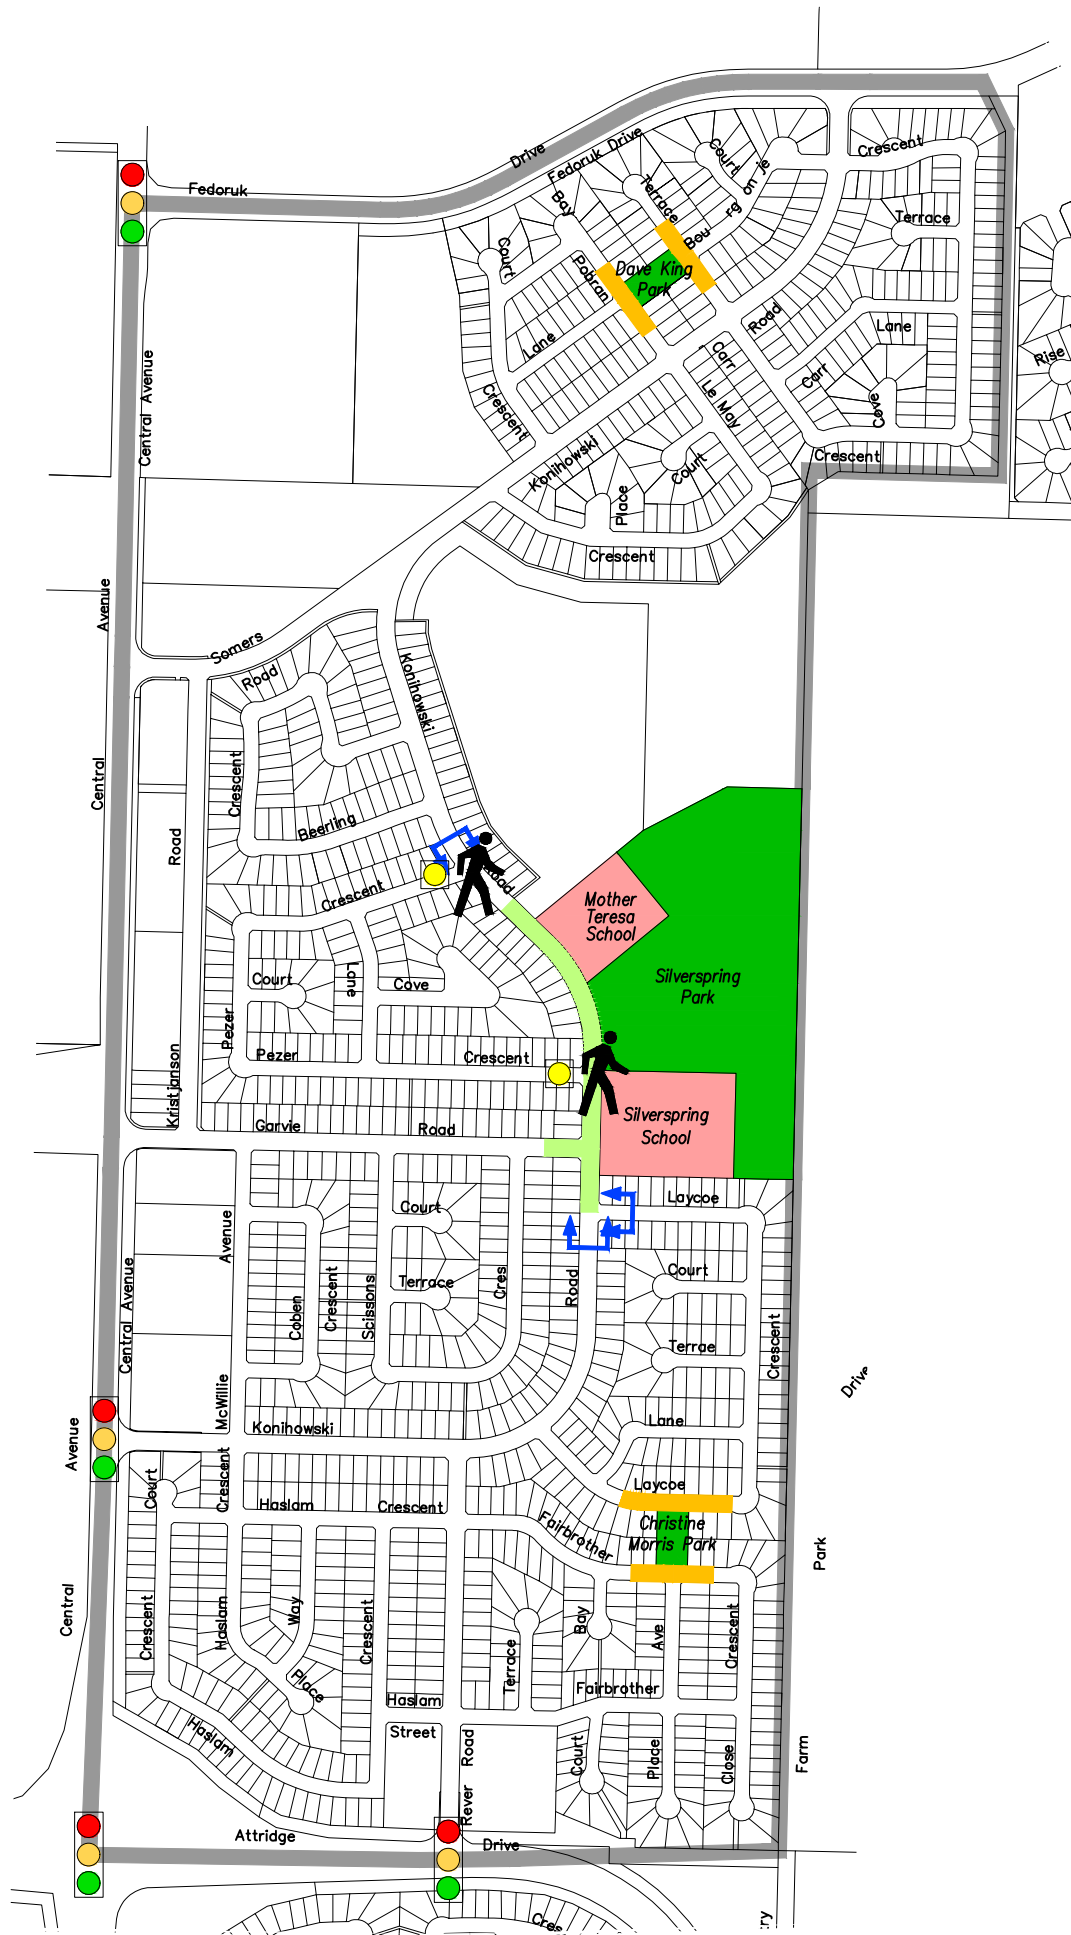 Fedoruk
Drive
Fedoruk Drive
Court
Crescent
Bay
Terrace
Bou rg on je
Terrace
Court
Pobran
Dave King
Park
Lane
Road
Lane
Rise
Carr
Carr
Le May
Cove
Crescent
Central Avenue
Konihowski
Court
Crescent
Place
Crescent
Avenue
Somers
Road
Konihowski
Central
Crescent
Beerling
Road
Road
Crescent
Mother
Teresa
School
Silverspring
Park
Court
Lane
Cove
Pezer
Pezer
Crescent
Kristjanson
Garvie
Road
Silverspring
School
Laycoe
Court
Avenue
Court
Terrace
Cres
Road
Coben
Crescent
Scissons
Terrae
Crescent
Central Avenue
Drive
McWillie
Konihowski
Lane
Avenue
Court
Crescent
Haslam
Crescent
Laycoe
Fairbrother
Christine
Morris Park
Park
Central
Crescent
Haslam
Way
Crescent
Place
Terrace
Bay
Ave
Crescent
Fairbrother
Haslam
Street
Haslam
Road
Court
Place
Close
Farm
Rever
Attridge
Drive
Cres
ry